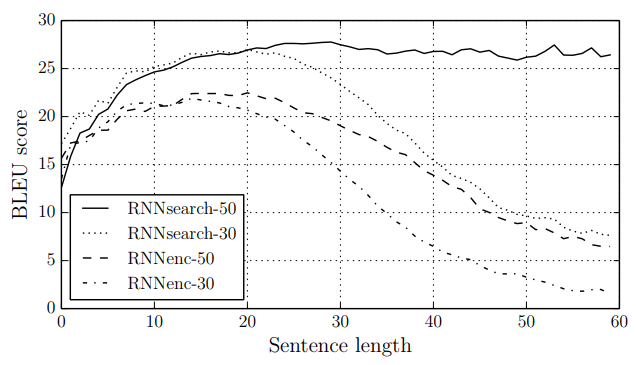 30
25
20
15
10
5
0
BLEU score
RNNsearch-50
RNNsearch-30
RNNenc-50
RNNenc-30
0 10 20 30 40 50 60
Sentence length